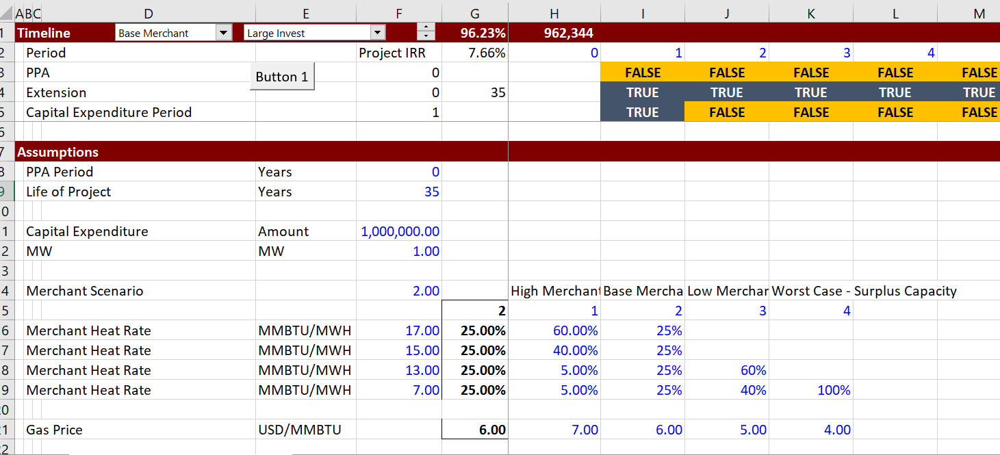 A B C D E F G H I J K L M
1 Timeline Base Merchant Large Invest 96.23% 962,344
2 Period Project IRR 7.66% 0 1 2 3 4
3 PPA 0 FALSE FALSE FALSE FALSE FALSE
Button 1
4 Extension 0 35 TRUE TRUE TRUE TRUE TRUE
5 Capital Expenditure Period 1 TRUE FALSE FALSE FALSE FALSE
6
7 Assumptions
8 PPA Period Years 0
9 Life of Project Years 35
0
1 Capital Expenditure Amount 1,000,000.00
2 MW MW 1.00
3
4 Merchant Scenario 2.00 High Merchant Base Mercha Low Merchar Worst Case - Surplus Capacity
5 2 1 2 3 4
6 Merchant Heat Rate MMBTU/MWH 17.00 25.00% 60.00% 25%
7 Merchant Heat Rate MMBTU/MWH 15.00 25.00% 40.00% 25%
8 Merchant Heat Rate MMBTU/MWH 13.00 25.00% 5.00% 25% 60%
9 Merchant Heat Rate MMBTU/MWH 7.00 25.00% 5.00% 25% 40% 100%
20
21 Gas Price USD/MMBTU 6.00 7.00 6.00 5.00 4.00
22